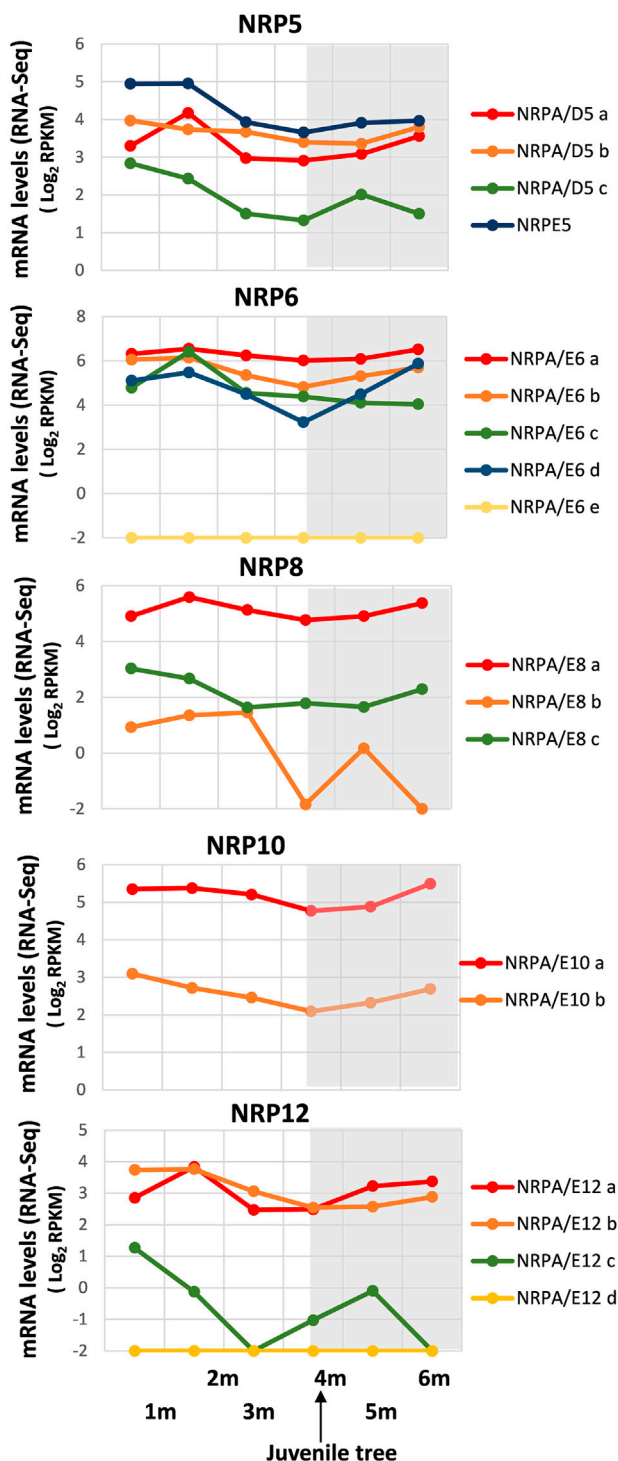 NRP5
mRNA levels (RNA-Seq)
( Log2 RPKM)
6
5
4
3
2
1
0
NRPA/D5 a
NRPA/D5 b
NRPA/D5 c
NRPE5
NRP6
mRNA levels (RNA-Seq)
( Log2 RPKM)
8
6
4
2
0
-2
NRPA/E6 a
NRPA/E6 b
NRPA/E6 c
NRPA/E6 d
NRPA/E6 e
NRP8
mRNA levels (RNA-Seq)
( Log2 RPKM)
6
4
2
0
-2
NRPA/E8 a
NRPA/E8 b
NRPA/E8 c
NRP10
mRNA levels (RNA-Seq)
( Log2 RPKM)
6
5
4
3
2
1
0
NRPA/E10 a
NRPA/E10 b
NRP12
mRNA levels (RNA-Seq)
( Log2 RPKM)
5
4
3
2
1
0
-1
-2
NRPA/E12 a
NRPA/E12 b
NRPA/E12 c
NRPA/E12 d
2m 4m 6m
1m 3m 5m
Juvenile tree